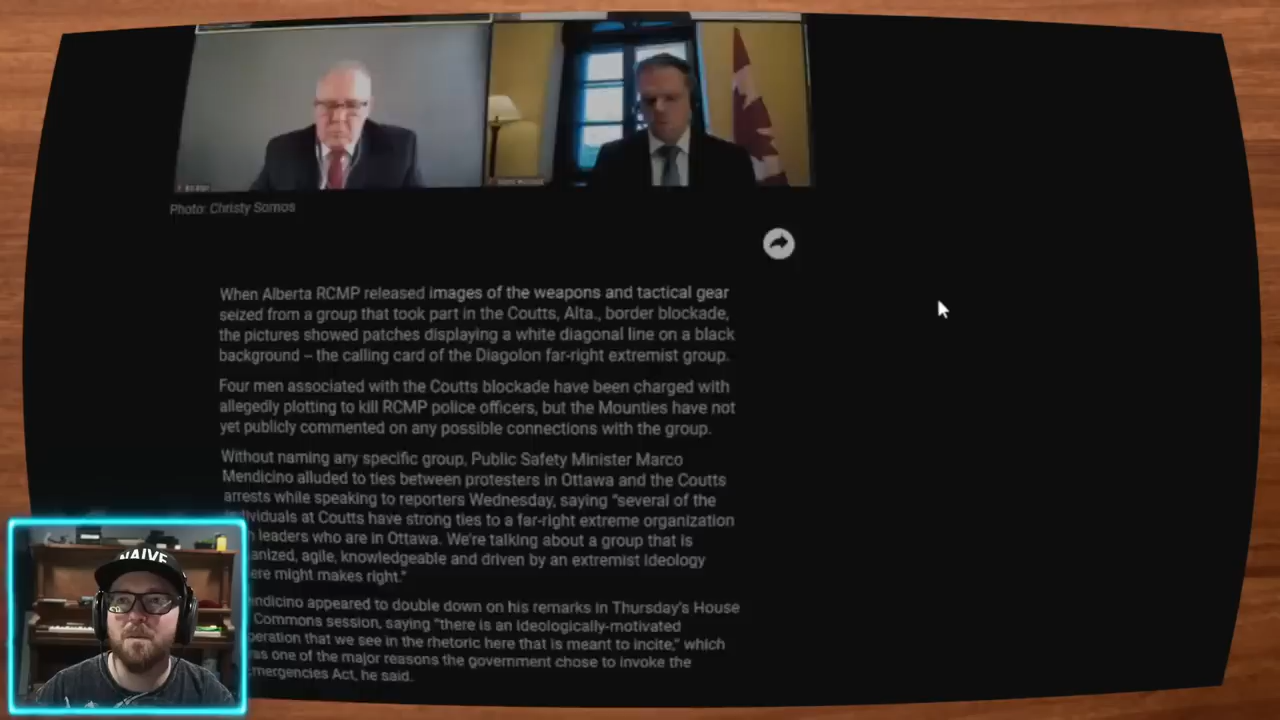 Photo: Christy Somos
When Alberta RCMP released images of the weapons and tactical gear
seized from a group that took part in the Coutts, Alta., border blockade,
the pictures showed patches displaying a white diagonal line on a black
background – the calling card of the Diagolon far-right extremist group.
Four men associated with the Coutts blockade have been charged with
allegedly plotting to kill RCMP police officers, but the Mounties have not
yet publicly commented on any possible connections with the group.
Without naming any specific group, Public Safety Minister Marco
Mendicino alluded to ties between protesters in Ottawa and the Coutts
arrests while speaking to reporters Wednesday, saying "several of the
dividuals at Coutts have strong ties to a far-right extreme organization
leaders who are in Ottawa. We're talking about a group that is
anized, agile, knowledgeable and driven by an extremist Ideology
ere might makes right."
endicino appeared to double down on his remarks in Thursday's House
Commons session, saying "there is an Ideologically-motivated
peration that we see in the rhetoric here that is meant to incite," which
as one of the major reasons the government chose to invoke the
mergencies Act, he said.
NAIVE